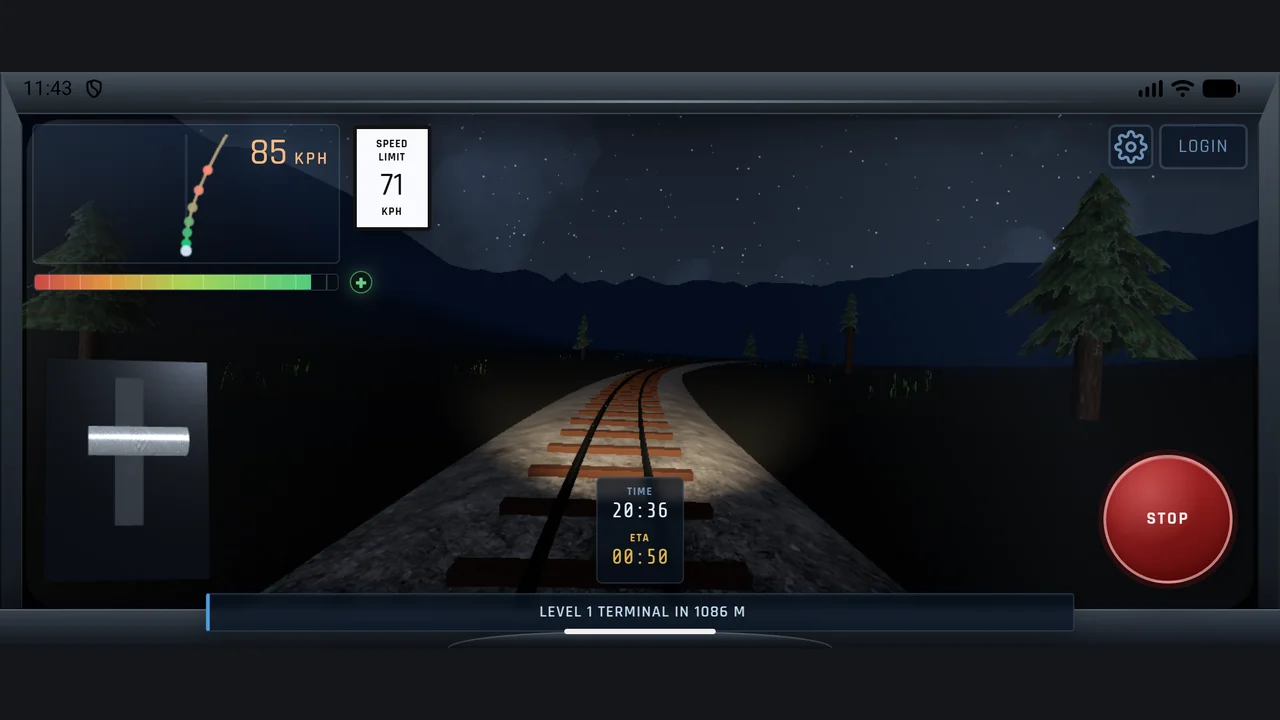 11:43
85 KPH
SPEED
LIMIT
71
KPH
LOGIN
STOP
TIME
20:36
ETA
00:50
LEVEL 1 TERMINAL IN 1086 M